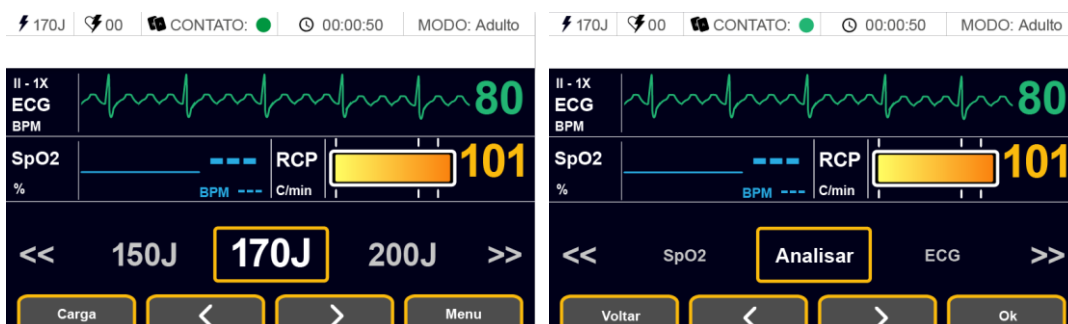 170J 00 CONTATO: 00:00:50 MODO: Adulto
II - 1X
ECG
BPM
80
SpO2
%
---
BPM ---
RCP
C/min
101
<< 150J 170J 200J >>
Carga < > Menu
170J 00 CONTATO: 00:00:50 MODO: Adulto
II - 1X
ECG
BPM
80
SpO2
%
---
BPM ---
RCP
C/min
101
<< SpO2 Analisar ECG >>
Voltar < > Ok